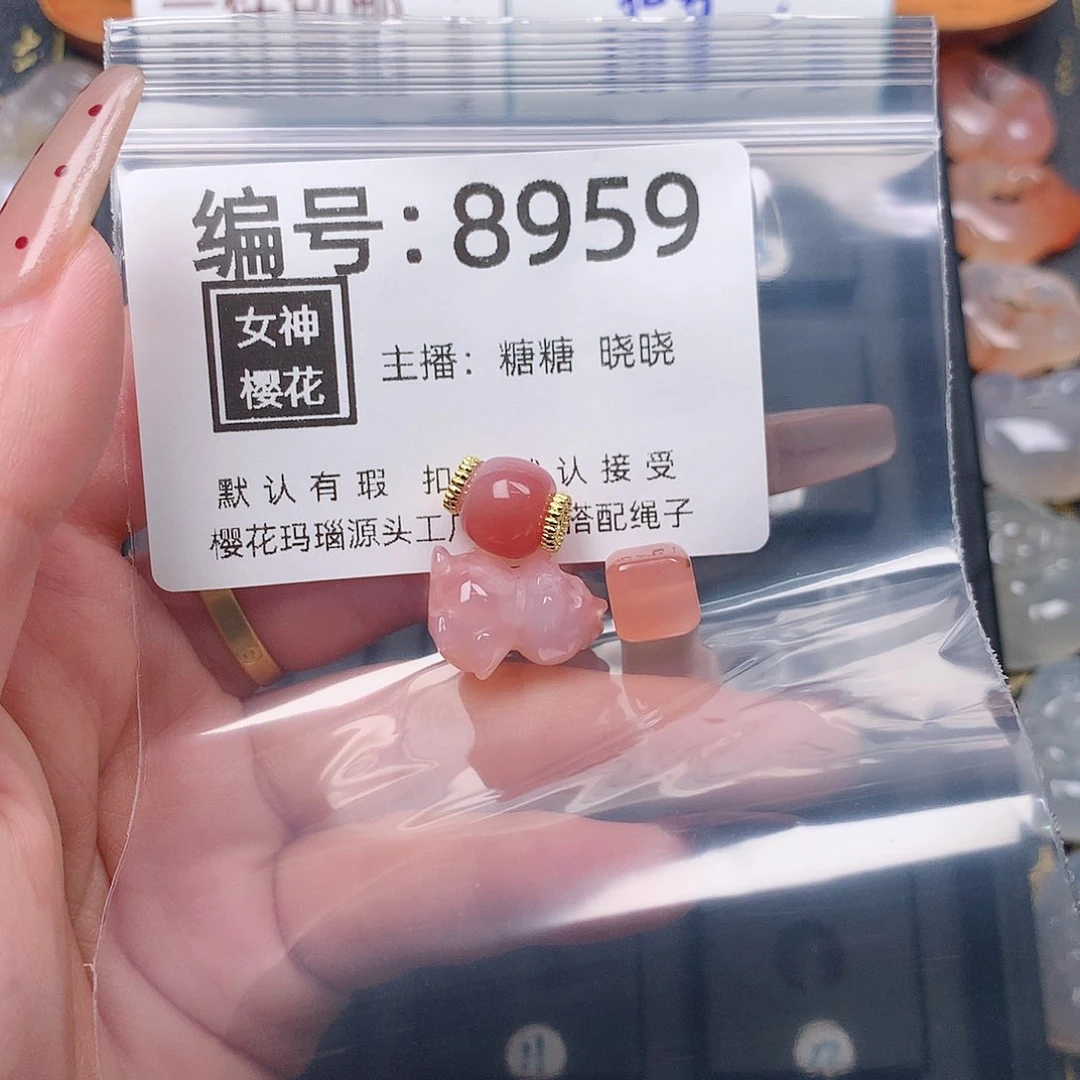 编号:8959
女神
樱花
主播: 糖糖 晓晓
默认有瑕 扣 认接受
樱花玛瑙源头工厂 搭配绳子